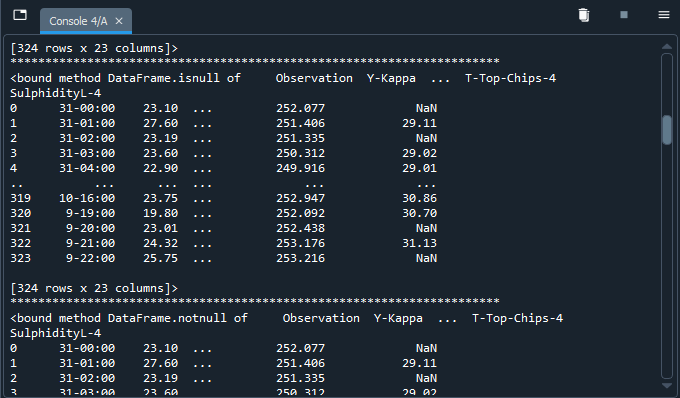 Console 4/A
[324 rows x 23 columns]>
**********************************************************************
<bound method DataFrame.isnull of     Observation  Y-Kappa  ...  T-Top-Chips-4
SulphidityL-4
0      31-00:00    23.10  ...         252.077             NaN
1      31-01:00    27.60  ...         251.406           29.11
2      31-02:00    23.19  ...         251.335             NaN
3      31-03:00    23.60  ...         250.312           29.02
4      31-04:00    22.90  ...         249.916           29.01
..          ...      ...  ...             ...             ...
319    10-16:00    23.75  ...         252.947           30.86
320     9-19:00    19.80  ...         252.092           30.70
321     9-20:00    23.01  ...         252.438             NaN
322     9-21:00    24.32  ...         253.176           31.13
323     9-22:00    25.75  ...         253.216             NaN
[324 rows x 23 columns]>
**********************************************************************
<bound method DataFrame.notnull of     Observation  Y-Kappa  ...  T-Top-Chips-4
SulphidityL-4
0      31-00:00    23.10  ...         252.077             NaN
1      31-01:00    27.60  ...         251.406           29.11
2      31-02:00    23.19  ...         251.335             NaN
3      31-03:00    23.60  ...         250.312           29.02